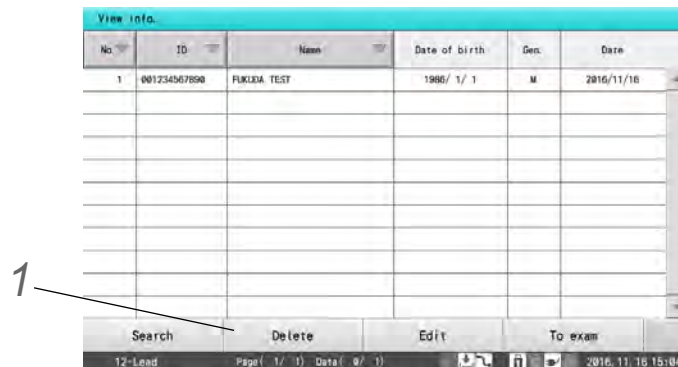 View info.
No. ID Name Date of birth Gen. Date
1 001234567890 FUKUDA TEST 1986/ 1/ 1 M 2016/11/16
1
Search Delete Edit To exam
12-Lead Page( 1/ 1) Data( 0/ 1) 2016.11.16 15:04